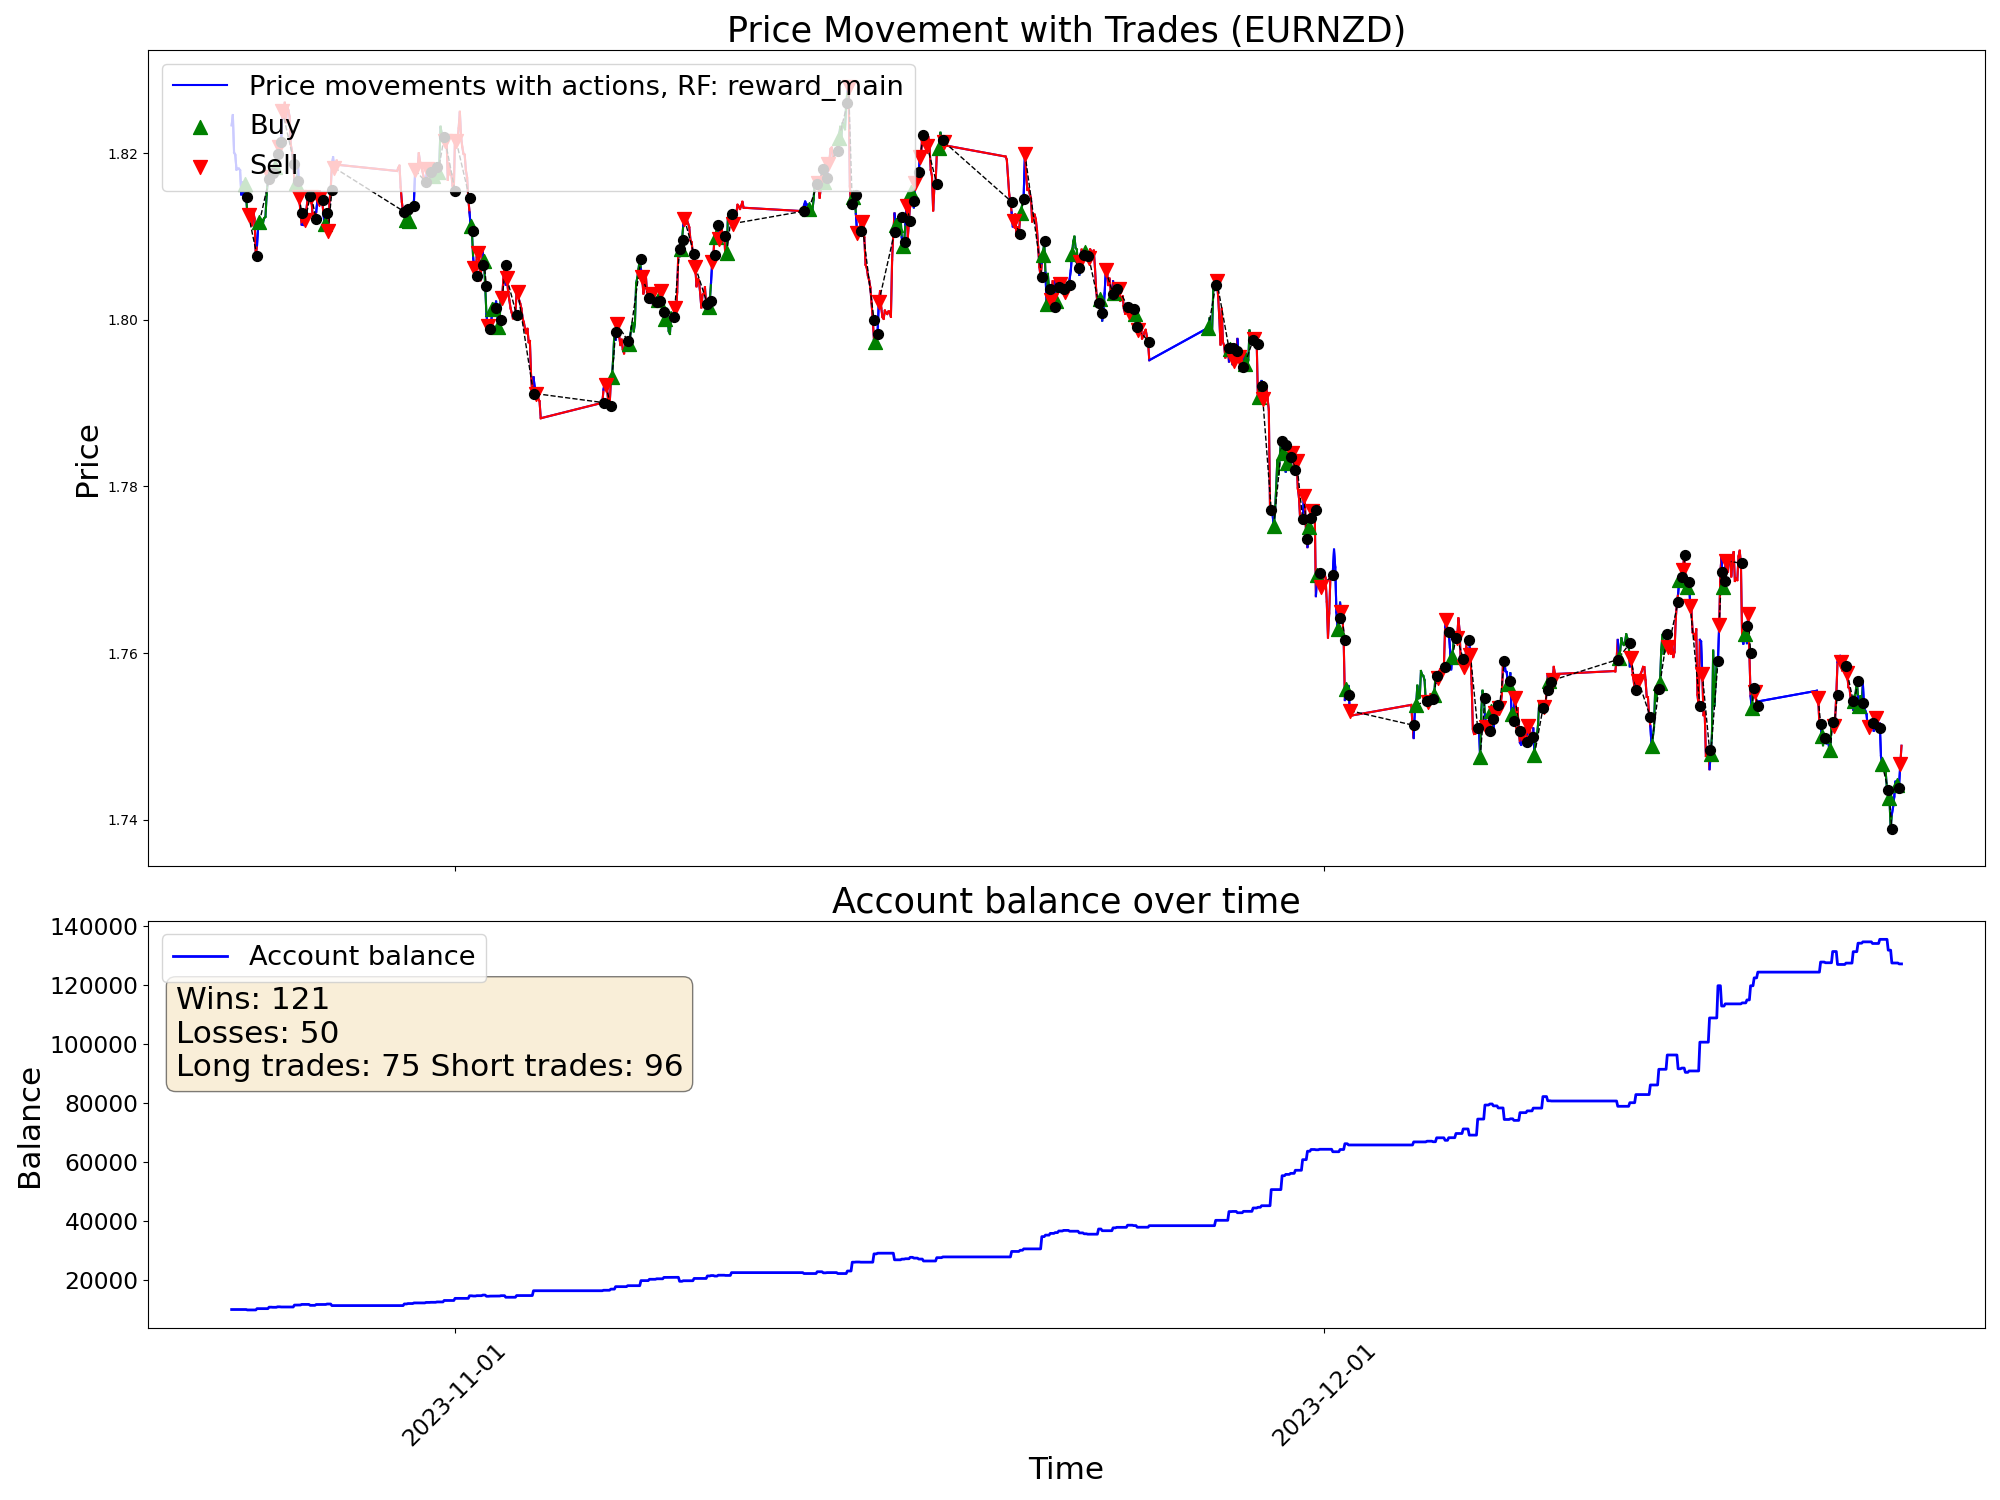 Price Movement with Trades (EURNZD)
Price movements with actions, RF: reward_main
Buy
Sell
1.82
1.80
1.78
1.76
1.74
Price
Account balance over time
Account balance
Wins: 121
Losses: 50
Long trades: 75 Short trades: 96
140000
120000
100000
80000
60000
40000
20000
Balance
2023-11-01
2023-12-01
Time